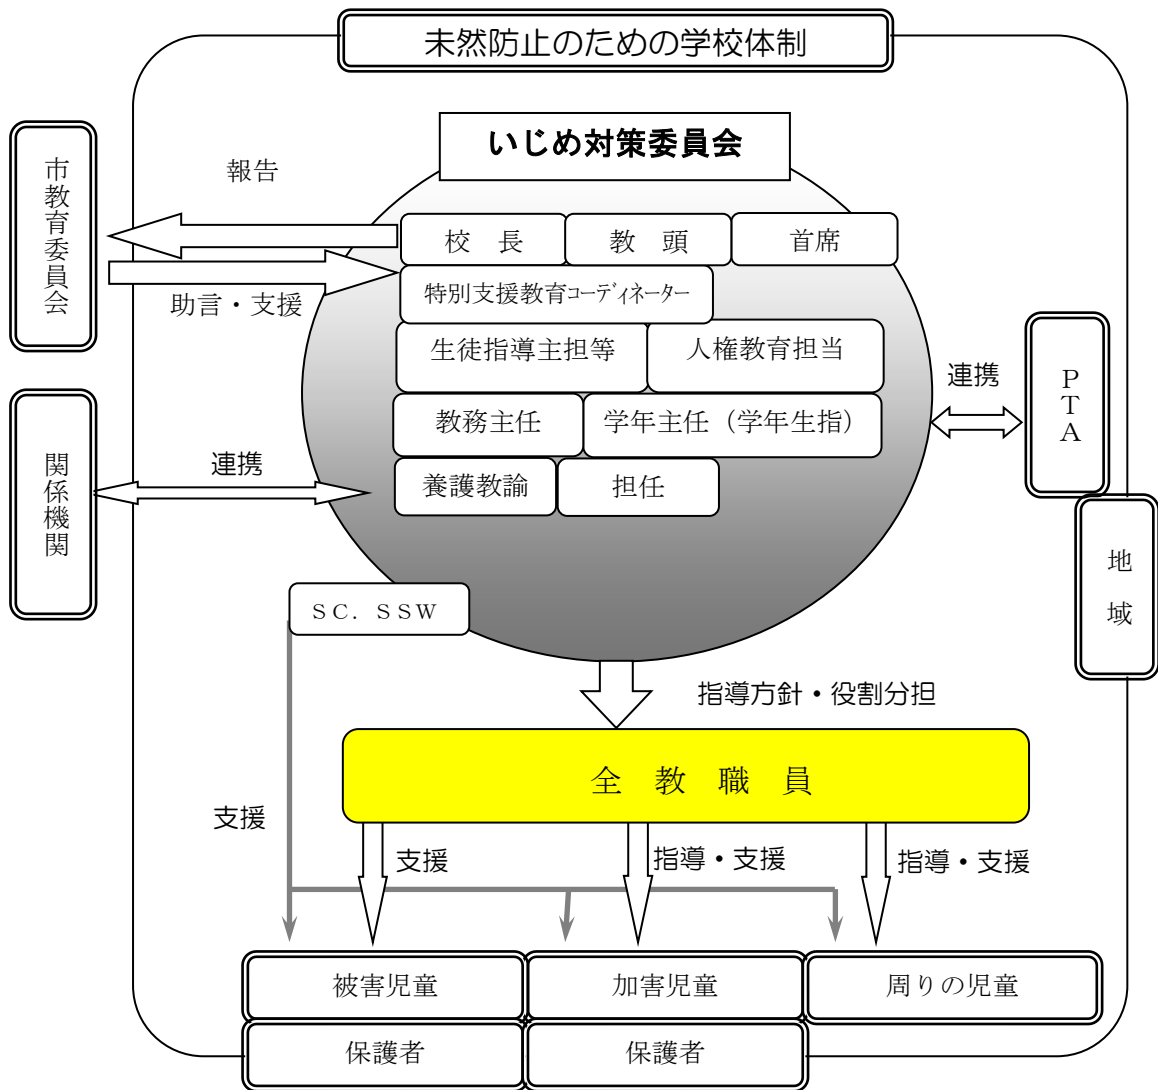 未然防止のための学校体制
いじめ対策委員会
市教育委員会
報告
助言・支援
校　長
教　頭
首席
特別支援教育ｺｰﾃﾞｨﾈｰﾀｰ
生徒指導主担等
人権教育担当
教務主任
学年主任（学年生指）
養護教諭
担任
関係機関
連携
連携
ＰＴＡ
地　域
ＳＣ．ＳＳＷ
指導方針・役割分担
全　教　職　員
支援
支援
指導・支援
指導・支援
被害児童
加害児童
周りの児童
保護者
保護者